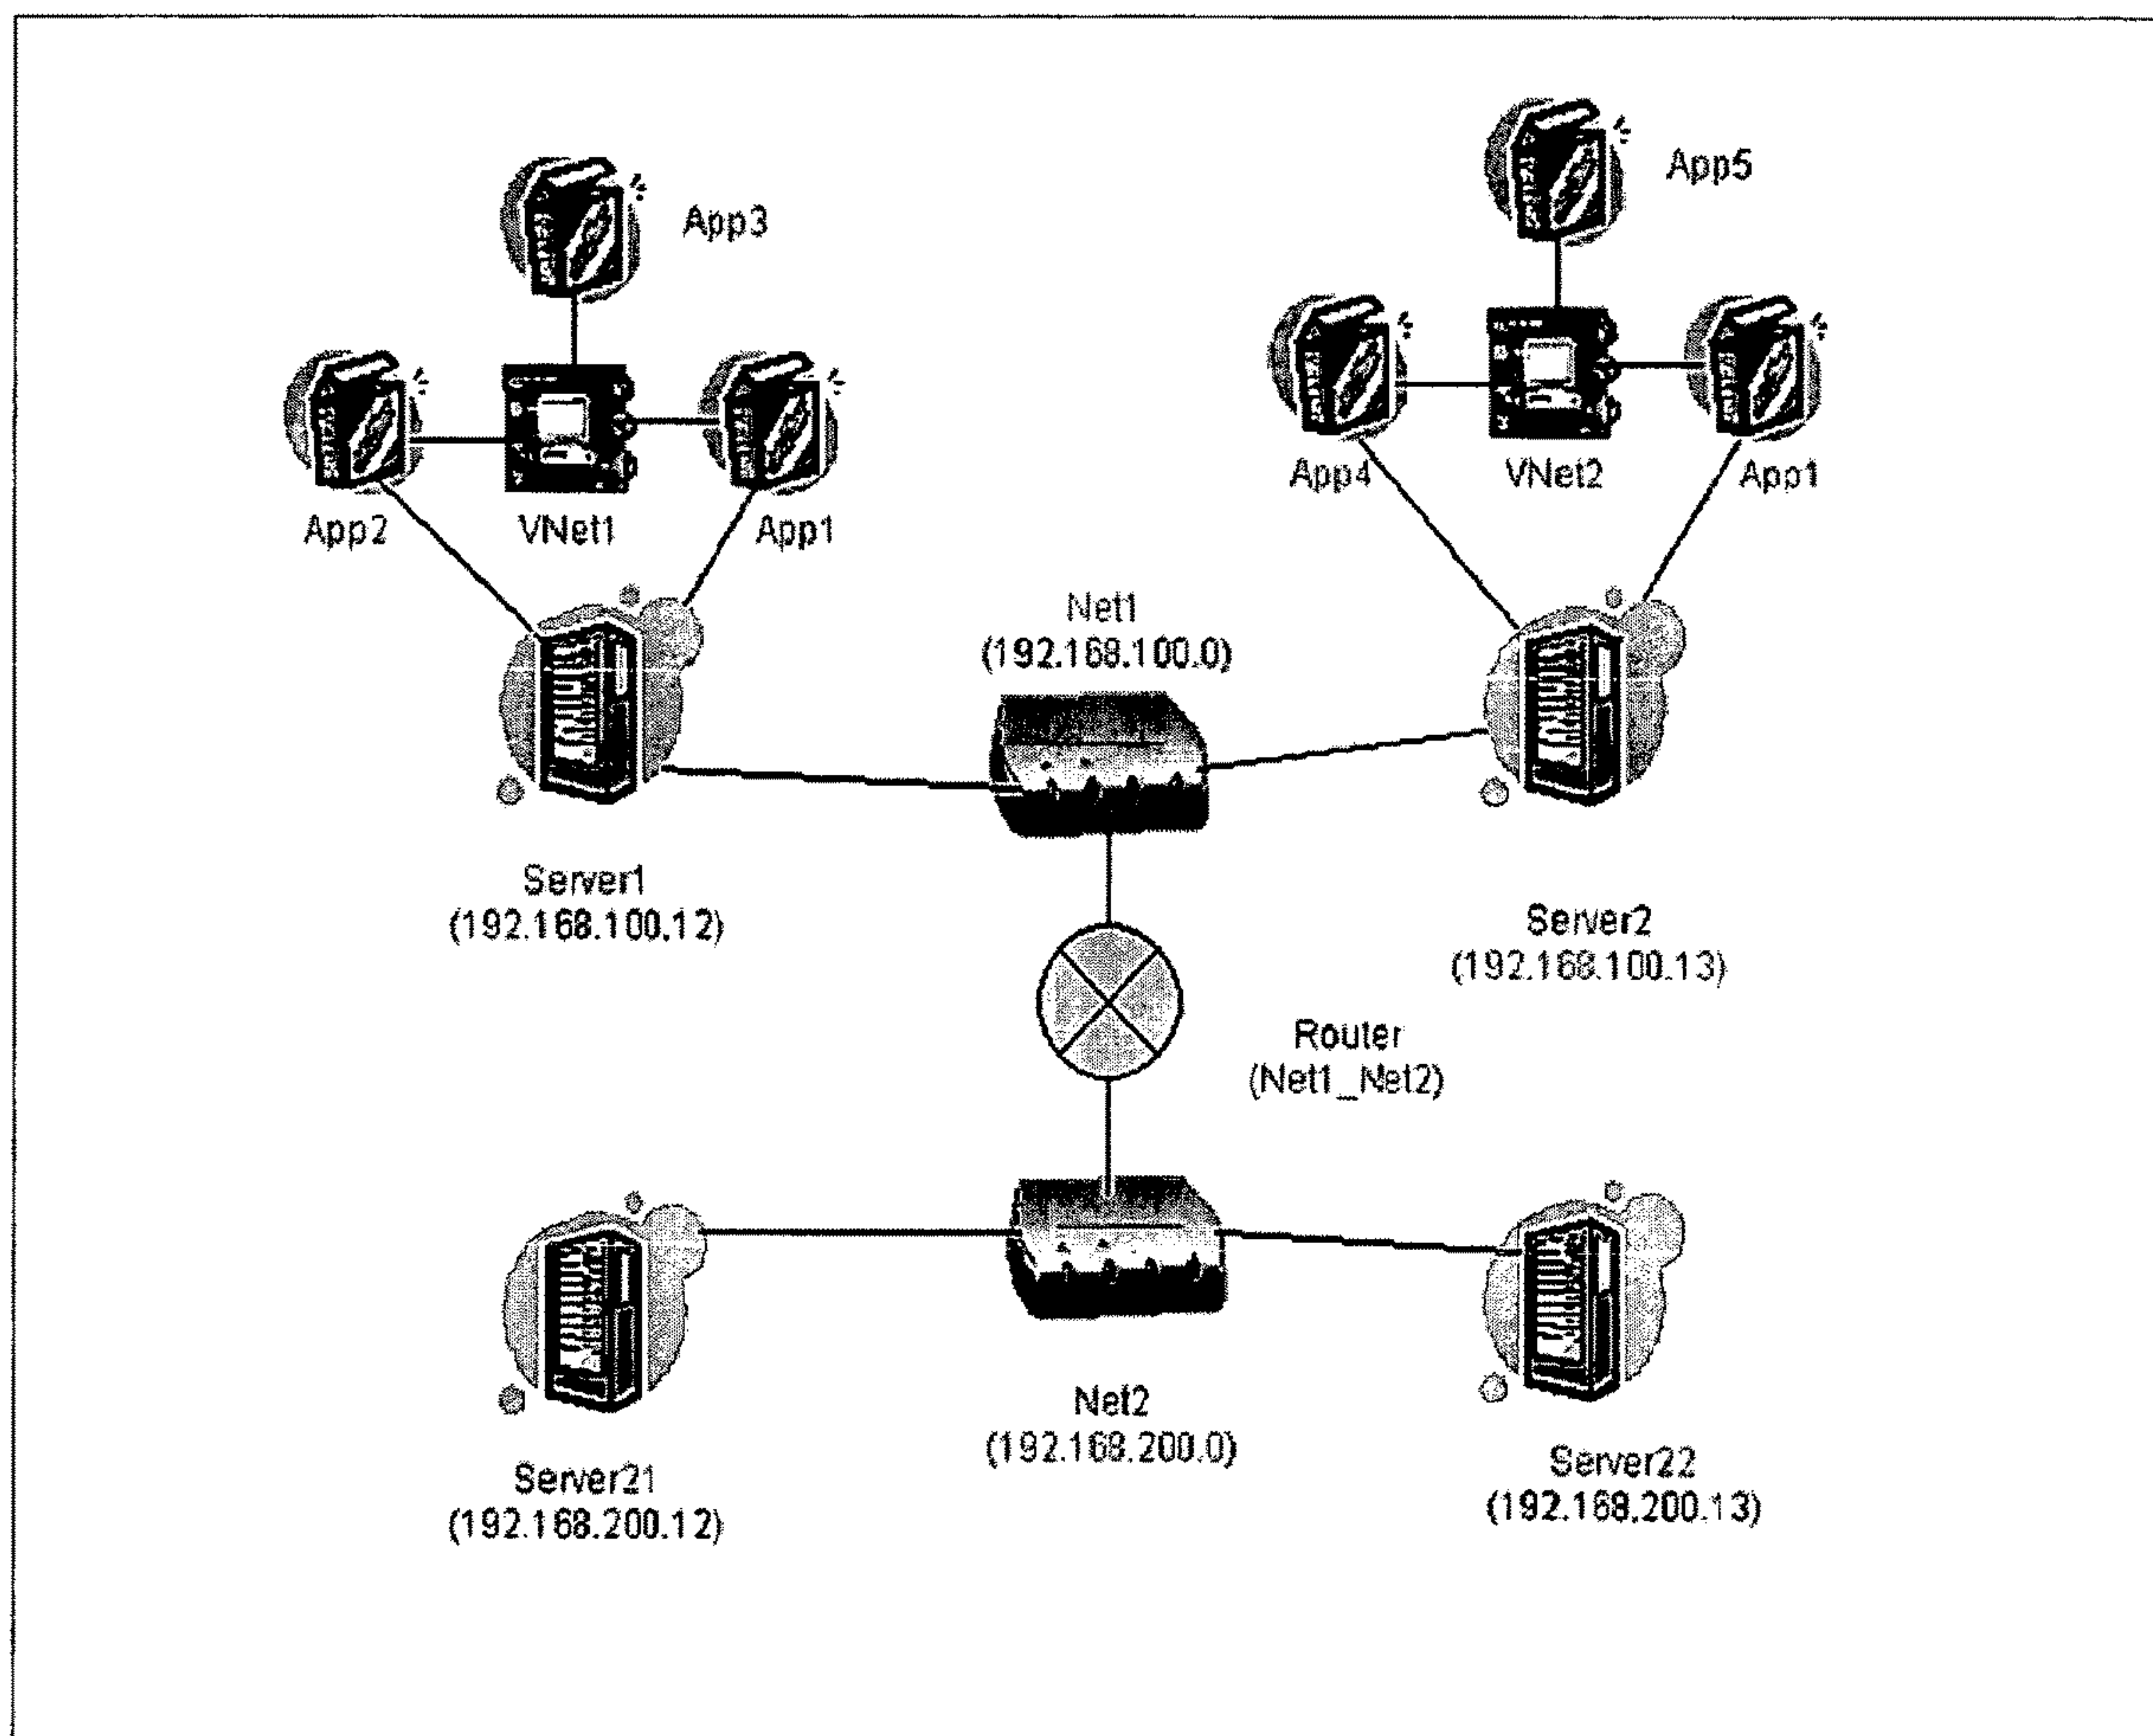 App5
App3
App4
VNet2
App1
App2
VNet1
App1
Net1
(192.168.100.0)
Server1
(192.168.100.12)
Server2
(192.168.100.13)
Router
(Net1_Net2)
Net2
(192.168.200.0)
Server21
(192.168.200.12)
Server22
(192.168.200.13)